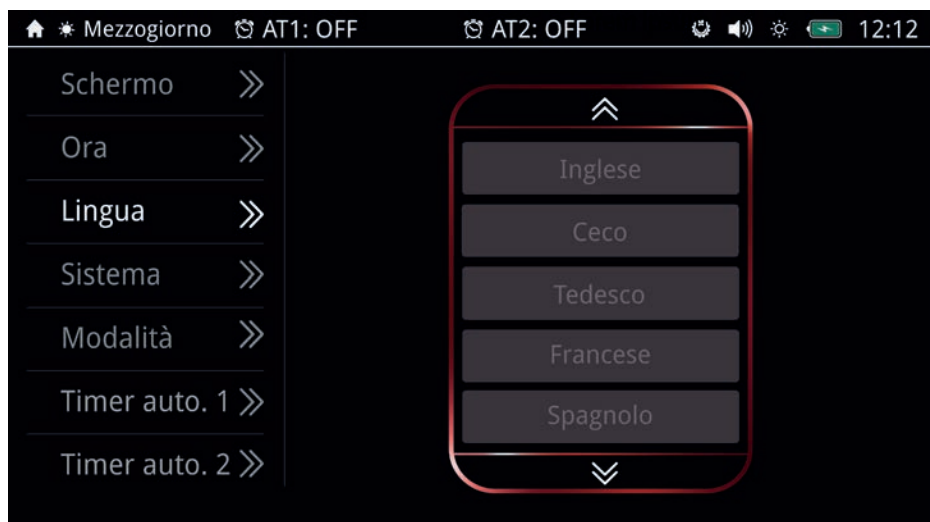 Mezzogiorno AT1: OFF AT2: OFF 12:12
Schermo
Ora
Lingua
Sistema
Modalità
Timer auto. 1
Timer auto. 2
Inglese
Ceco
Tedesco
Francese
Spagnolo